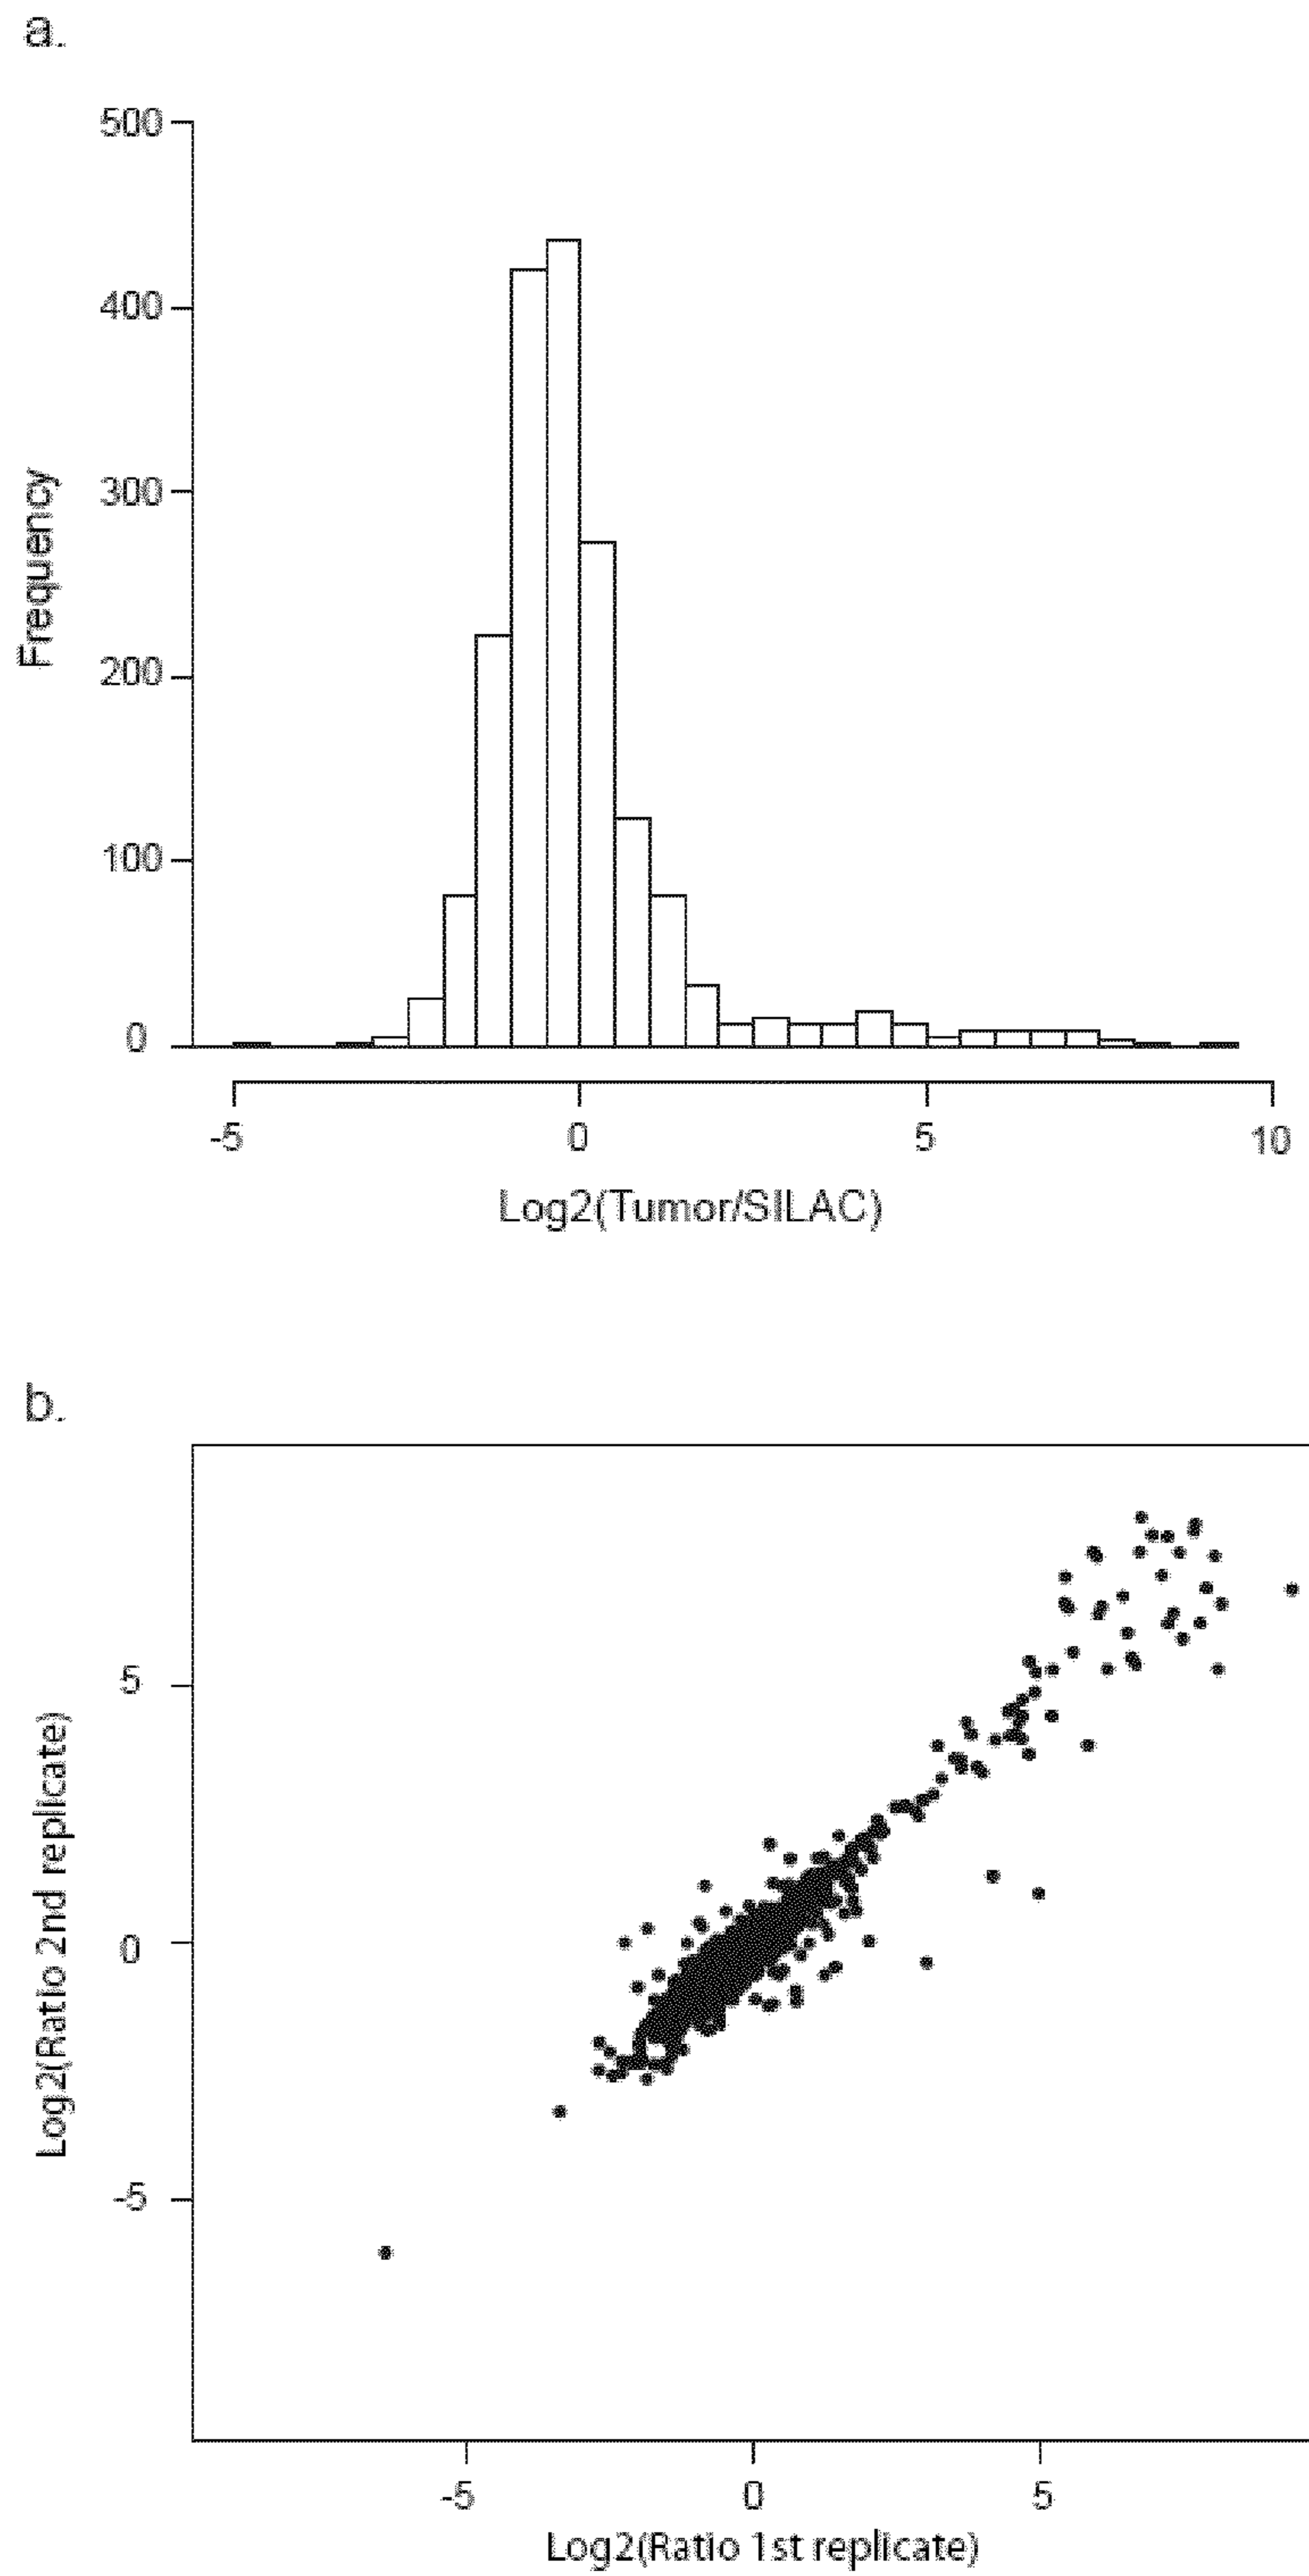 a.
500
400
300
200
100
0
Frequency
-5 0 5 10
Log2(Tumor/SILAC)
b.
5
0
-5
Log2(Ratio 2nd replicate)
-5 0 5
Log2(Ratio 1st replicate)